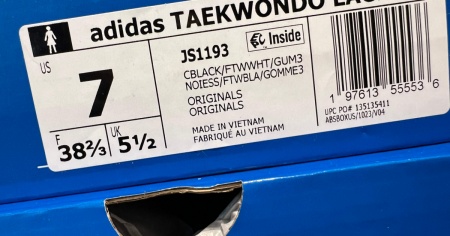 adidas TAEKWONDO
US
7
F
38⅔
UK
5½
JS1193
Inside
CBLACK/FTWWHT/GUM3
NOIESS/FTWBLA/GOMME3
ORIGINALS
ORIGINALS
MADE IN VIETNAM
FABRIQUÉ AU VIETNAM
1 97613 55553 6
UPC PO# 135135411
ABSBOXUS/1023/V04